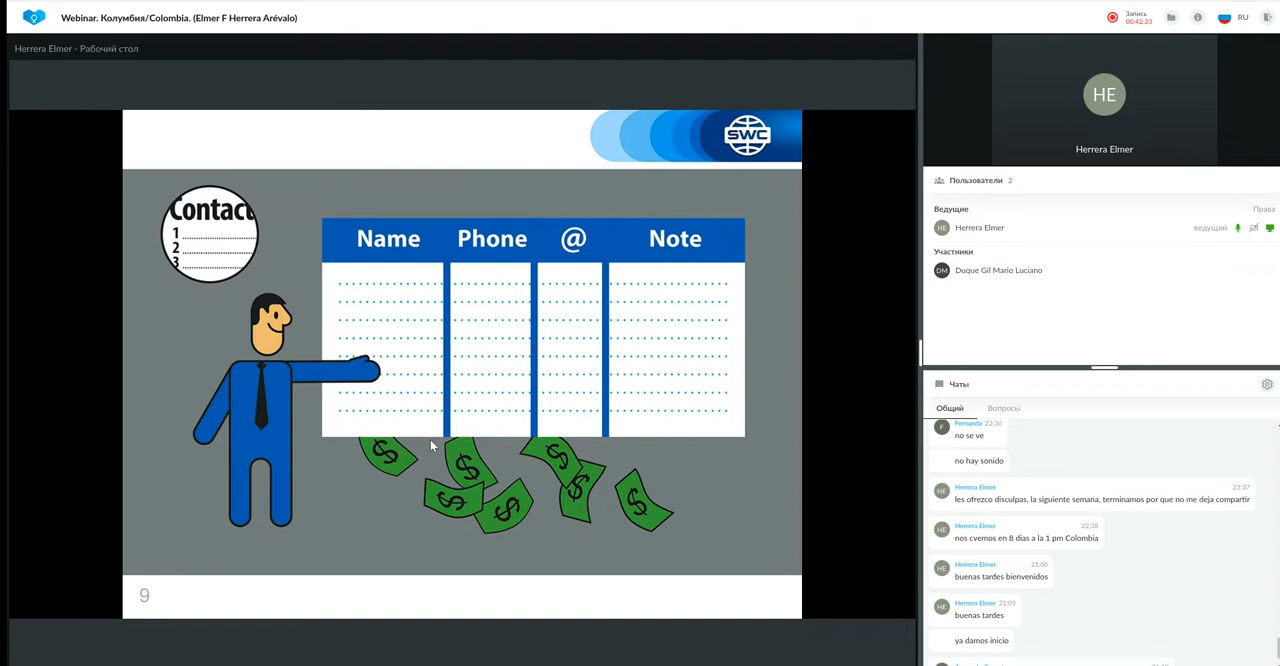 Webinar. Колумбия/Colombia. (Elmer F Herrera Arévalo)
Запись
00:42:23
RU
Herrera Elmer - Рабочий стол
SWC
Contact
1
2
3
Name Phone @ Note
$ $ $ $ $ $ $
9
HE
Herrera Elmer
Пользователи 2
Ведущие Права
HE Herrera Elmer ведущий
Участники
DM Duque Gil Mario Luciano
Чаты
Общий Вопросы
F Fernanda 22:36
no se ve
no hay sonido
HE Herrera Elmer 22:37
les ofrezco disculpas, la siguiente semana, terminamos por que no me deja compartir
HE Herrera Elmer 22:38
nos cvemos en 8 dias a la 1 pm Colombia
HE Herrera Elmer 21:06
buenas tardes bienvenidos
HE Herrera Elmer 21:05
buenas tardes
ya damos inicio